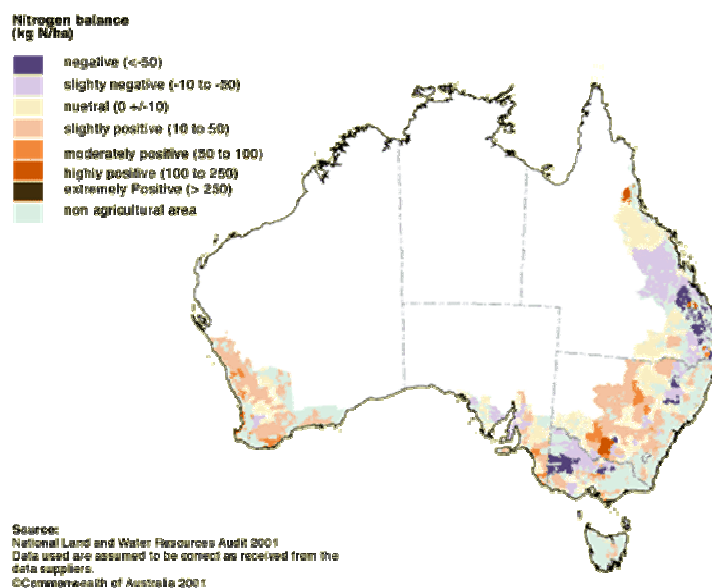 Nitrogen balance
(kg N/ha)
negative (<-50)
slighty negative (-10 to -50)
nuetral (0 +/-10)
slightly positive (10 to 50)
moderately positive (50 to 100)
highly positive (100 to 250)
extremely Positive (> 250)
non agricultural area
Source:
National Land and Water Resources Audit 2001
Data used are assumed to be correct as received from the
data suppliers.
©Commonwealth of Australia 2001